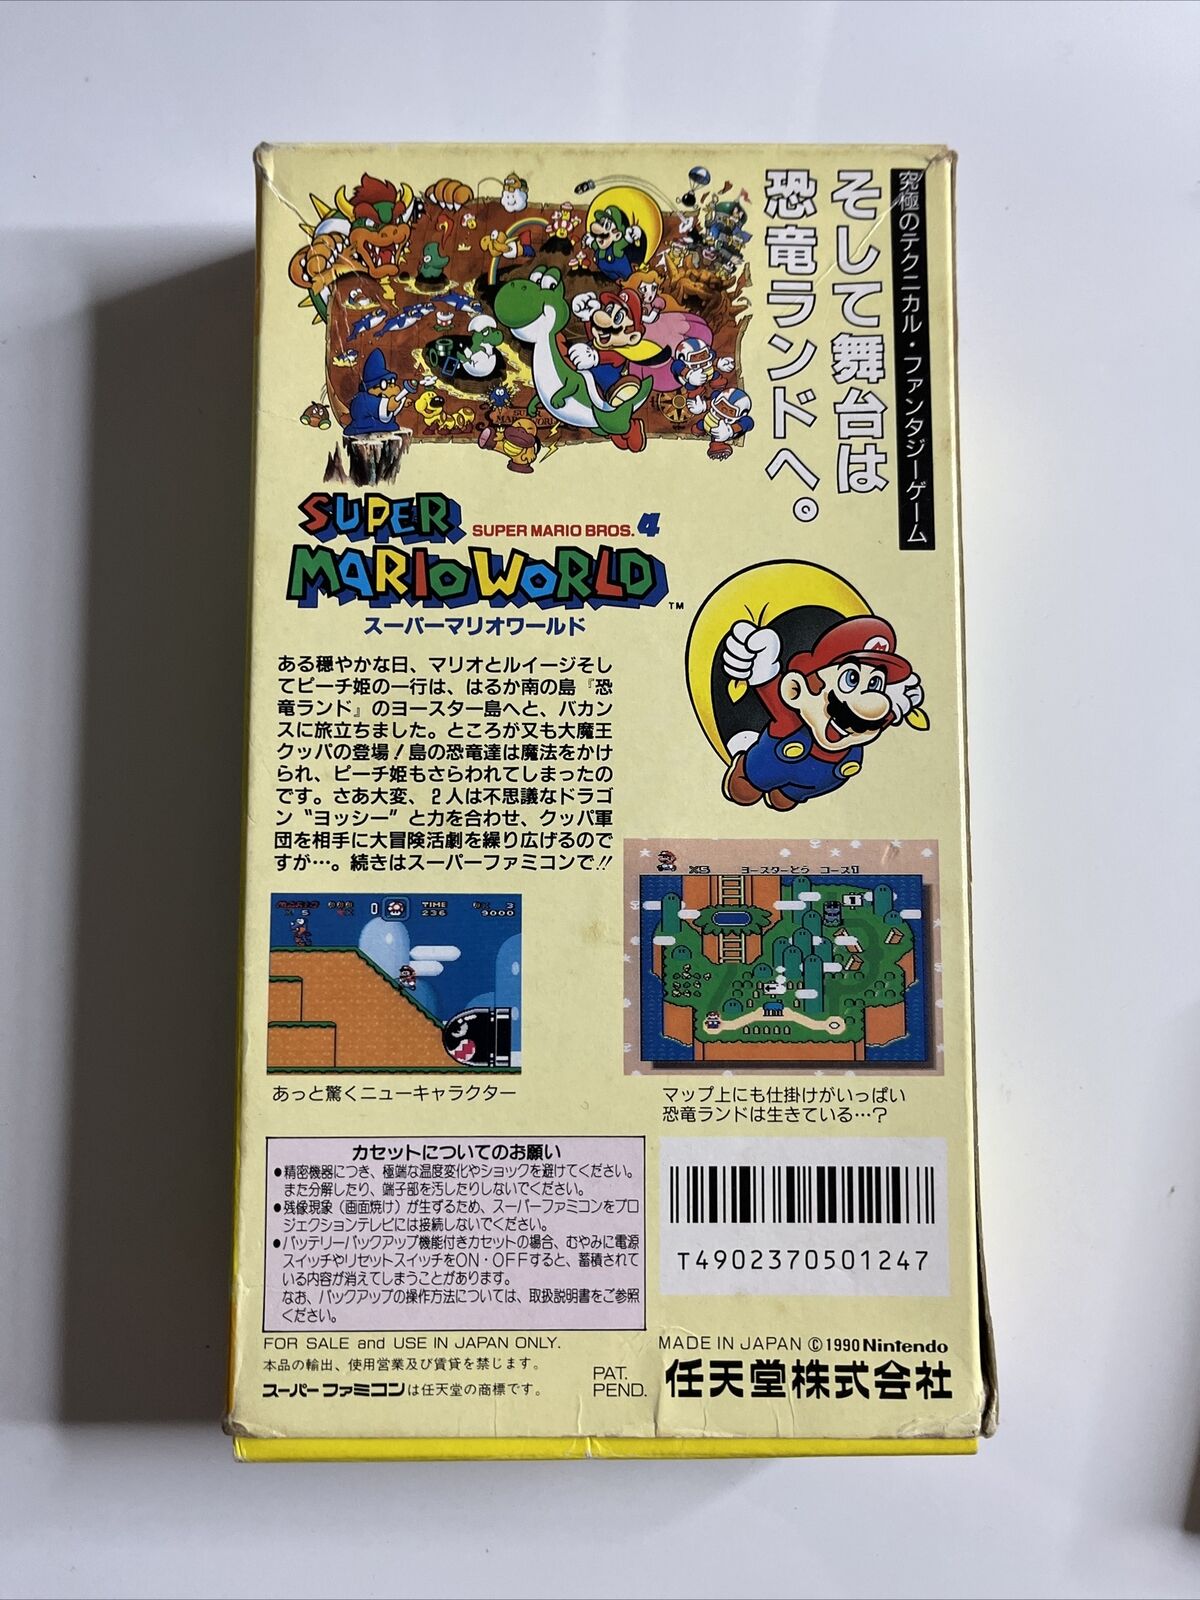 究極のテクニカル・ファンタジーゲーム
そして舞台は
恐竜ランドへ。
SUPER
SUPER MARIO BROS. 4
MARIO WORLD ™
スーパーマリオワールド
ある穏やかな日、マリオとルイージそし
てピーチ姫の一行は、はるか南の島『恐
竜ランド』のヨースター島へと、バカン
スに旅立ちました。ところが又も大魔王
クッパの登場!島の恐竜達は魔法をかけ
られ、ピーチ姫もさらわれてしまったの
です。さあ大変、2人は不思議なドラゴ
ン“ヨッシー”と力を合わせ、クッパ軍
団を相手に大冒険活劇を繰り広げるので
すが…。続きはスーパーファミコンで!!
MARIO
TIME
×5
236
× 3
9000
あっと驚くニューキャラクター
×5 ヨースターとう コース1
1
マップ上にも仕掛けがいっぱい
恐竜ランドは生きている…?
カセットについてのお願い
●精密機器につき、極端な温度変化やショックを避けてください。
また分解したり、端子部を汚したりしないでください。
●残像現象(画面焼け)が生ずるため、スーパーファミコンをプロ
ジェクションテレビには接続しないでください。
●バッテリーバックアップ機能付きカセットの場合、むやみに電源
スイッチやリセットスイッチをON・OFFすると、蓄積されて
いる内容が消えてしまうことがあります。
なお、バックアップの操作方法については、取扱説明書をご参照
ください。
T4902370501247
FOR SALE and USE IN JAPAN ONLY.
本品の輸出、使用営業及び賃貸を禁じます。
スーパーファミコンは任天堂の商標です。
PAT.
PEND.
MADE IN JAPAN ©1990 Nintendo
任天堂株式会社